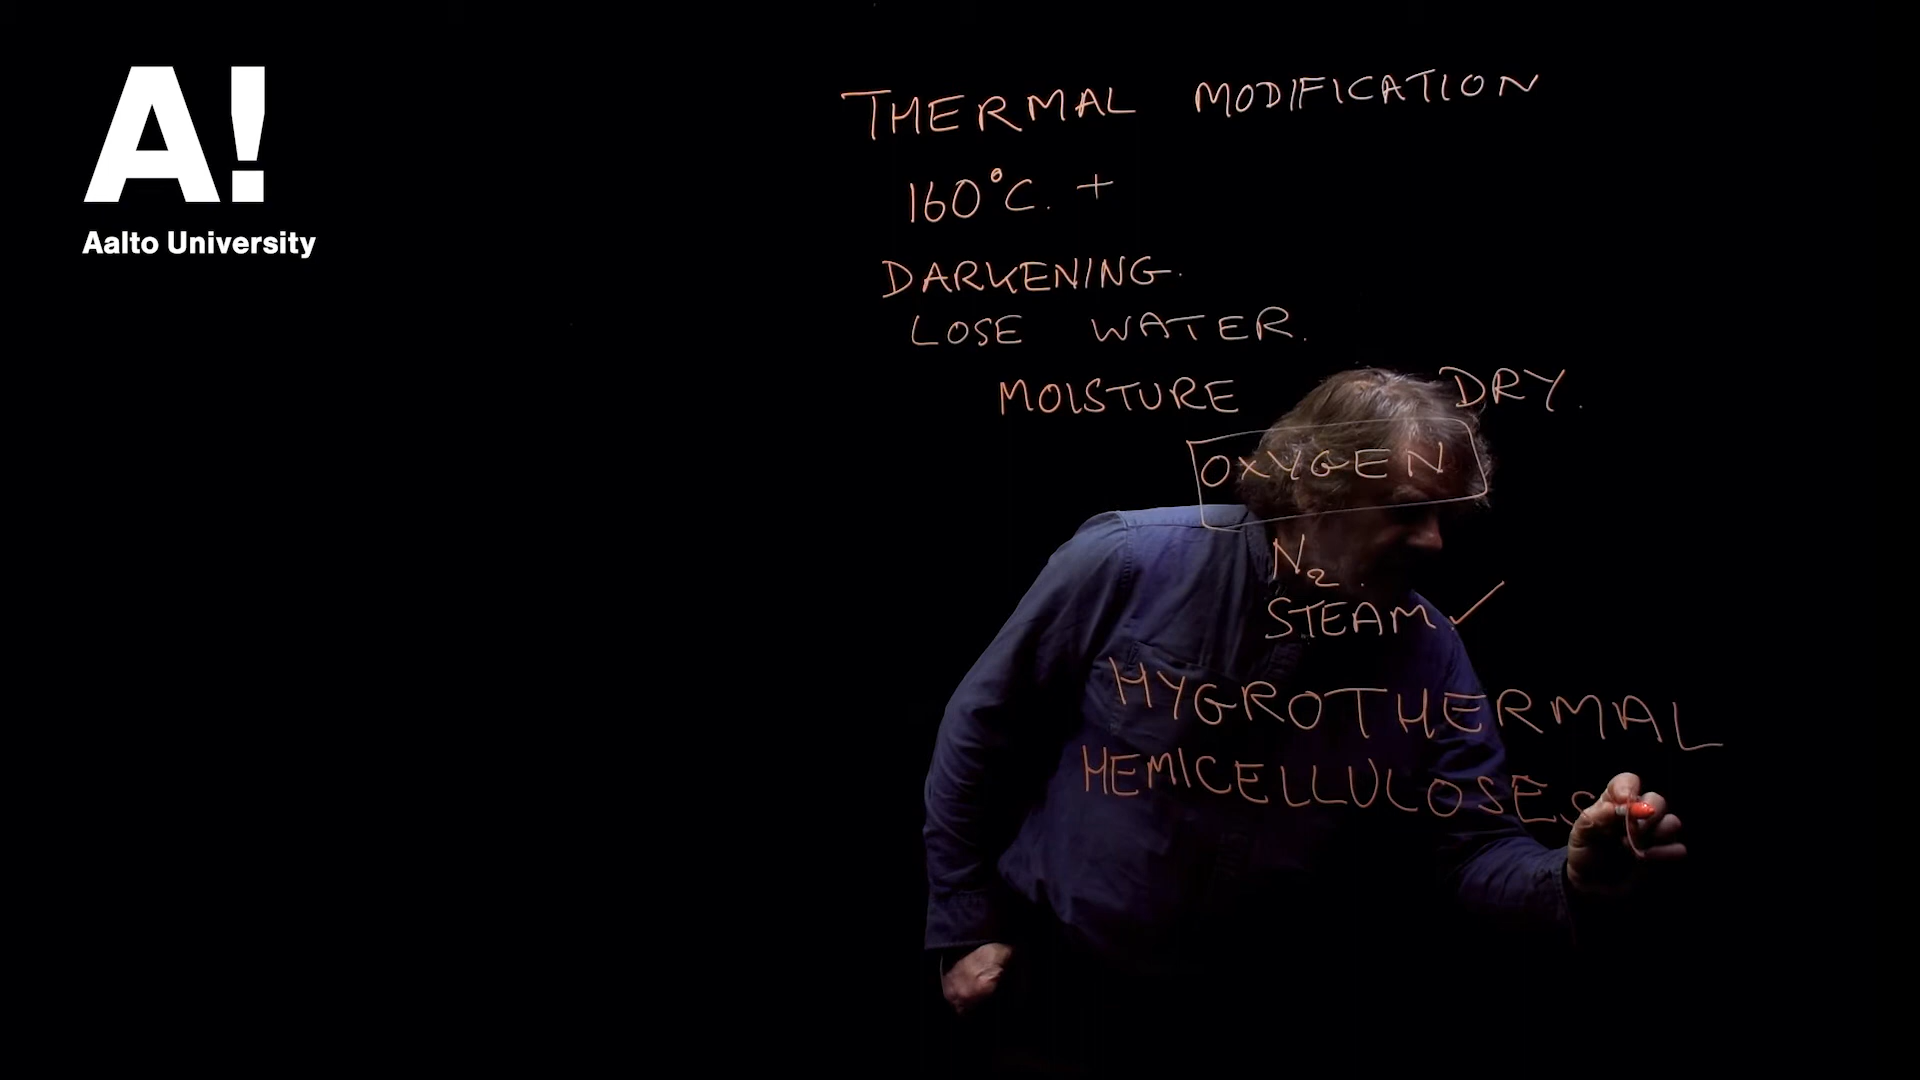 A!
Aalto University
THERMAL MODIFICATION
160°C. +
DARKENING.
LOSE WATER.
MOISTURE DRY.
OXYGEN
N₂.
STEAM ✓
HYGROTHERMAL
HEMICELLULOSES